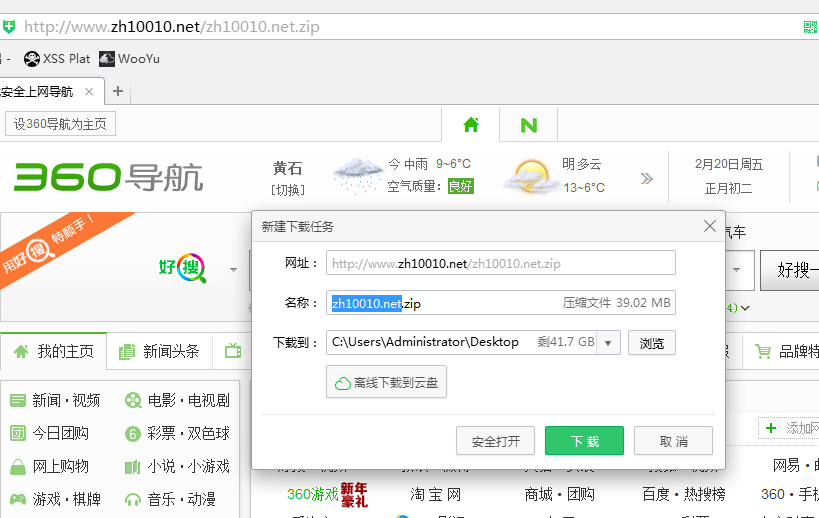 http://www.zh10010.net/zh10010.net.zip
XSS Plat WooYu
安全上网导航
设360导航为主页
N
360导航
黄石
[切换]
今 中雨 9~6°C
空气质量：良好
明 多云
13~6°C
2月20日周五
正月初二
用好搜 特顺手！
好搜
汽车
好搜一
4)
新建下载任务
网址： http://www.zh10010.net/zh10010.net.zip
名称： zh10010.net.zip 压缩文件 39.02 MB
下载到： C:\Users\Administrator\Desktop 剩41.7 GB 浏览
离线下载到云盘
安全打开 下 载 取 消
我的主页 新闻头条
品牌特
新闻·视频 电影·电视剧
今日团购 彩票·双色球
网上购物 小说·小游戏
游戏·棋牌 音乐·动漫
添加网
网易·
360游戏 新年豪礼 淘 宝 网 商城·团购 百度·热搜榜 360·手机